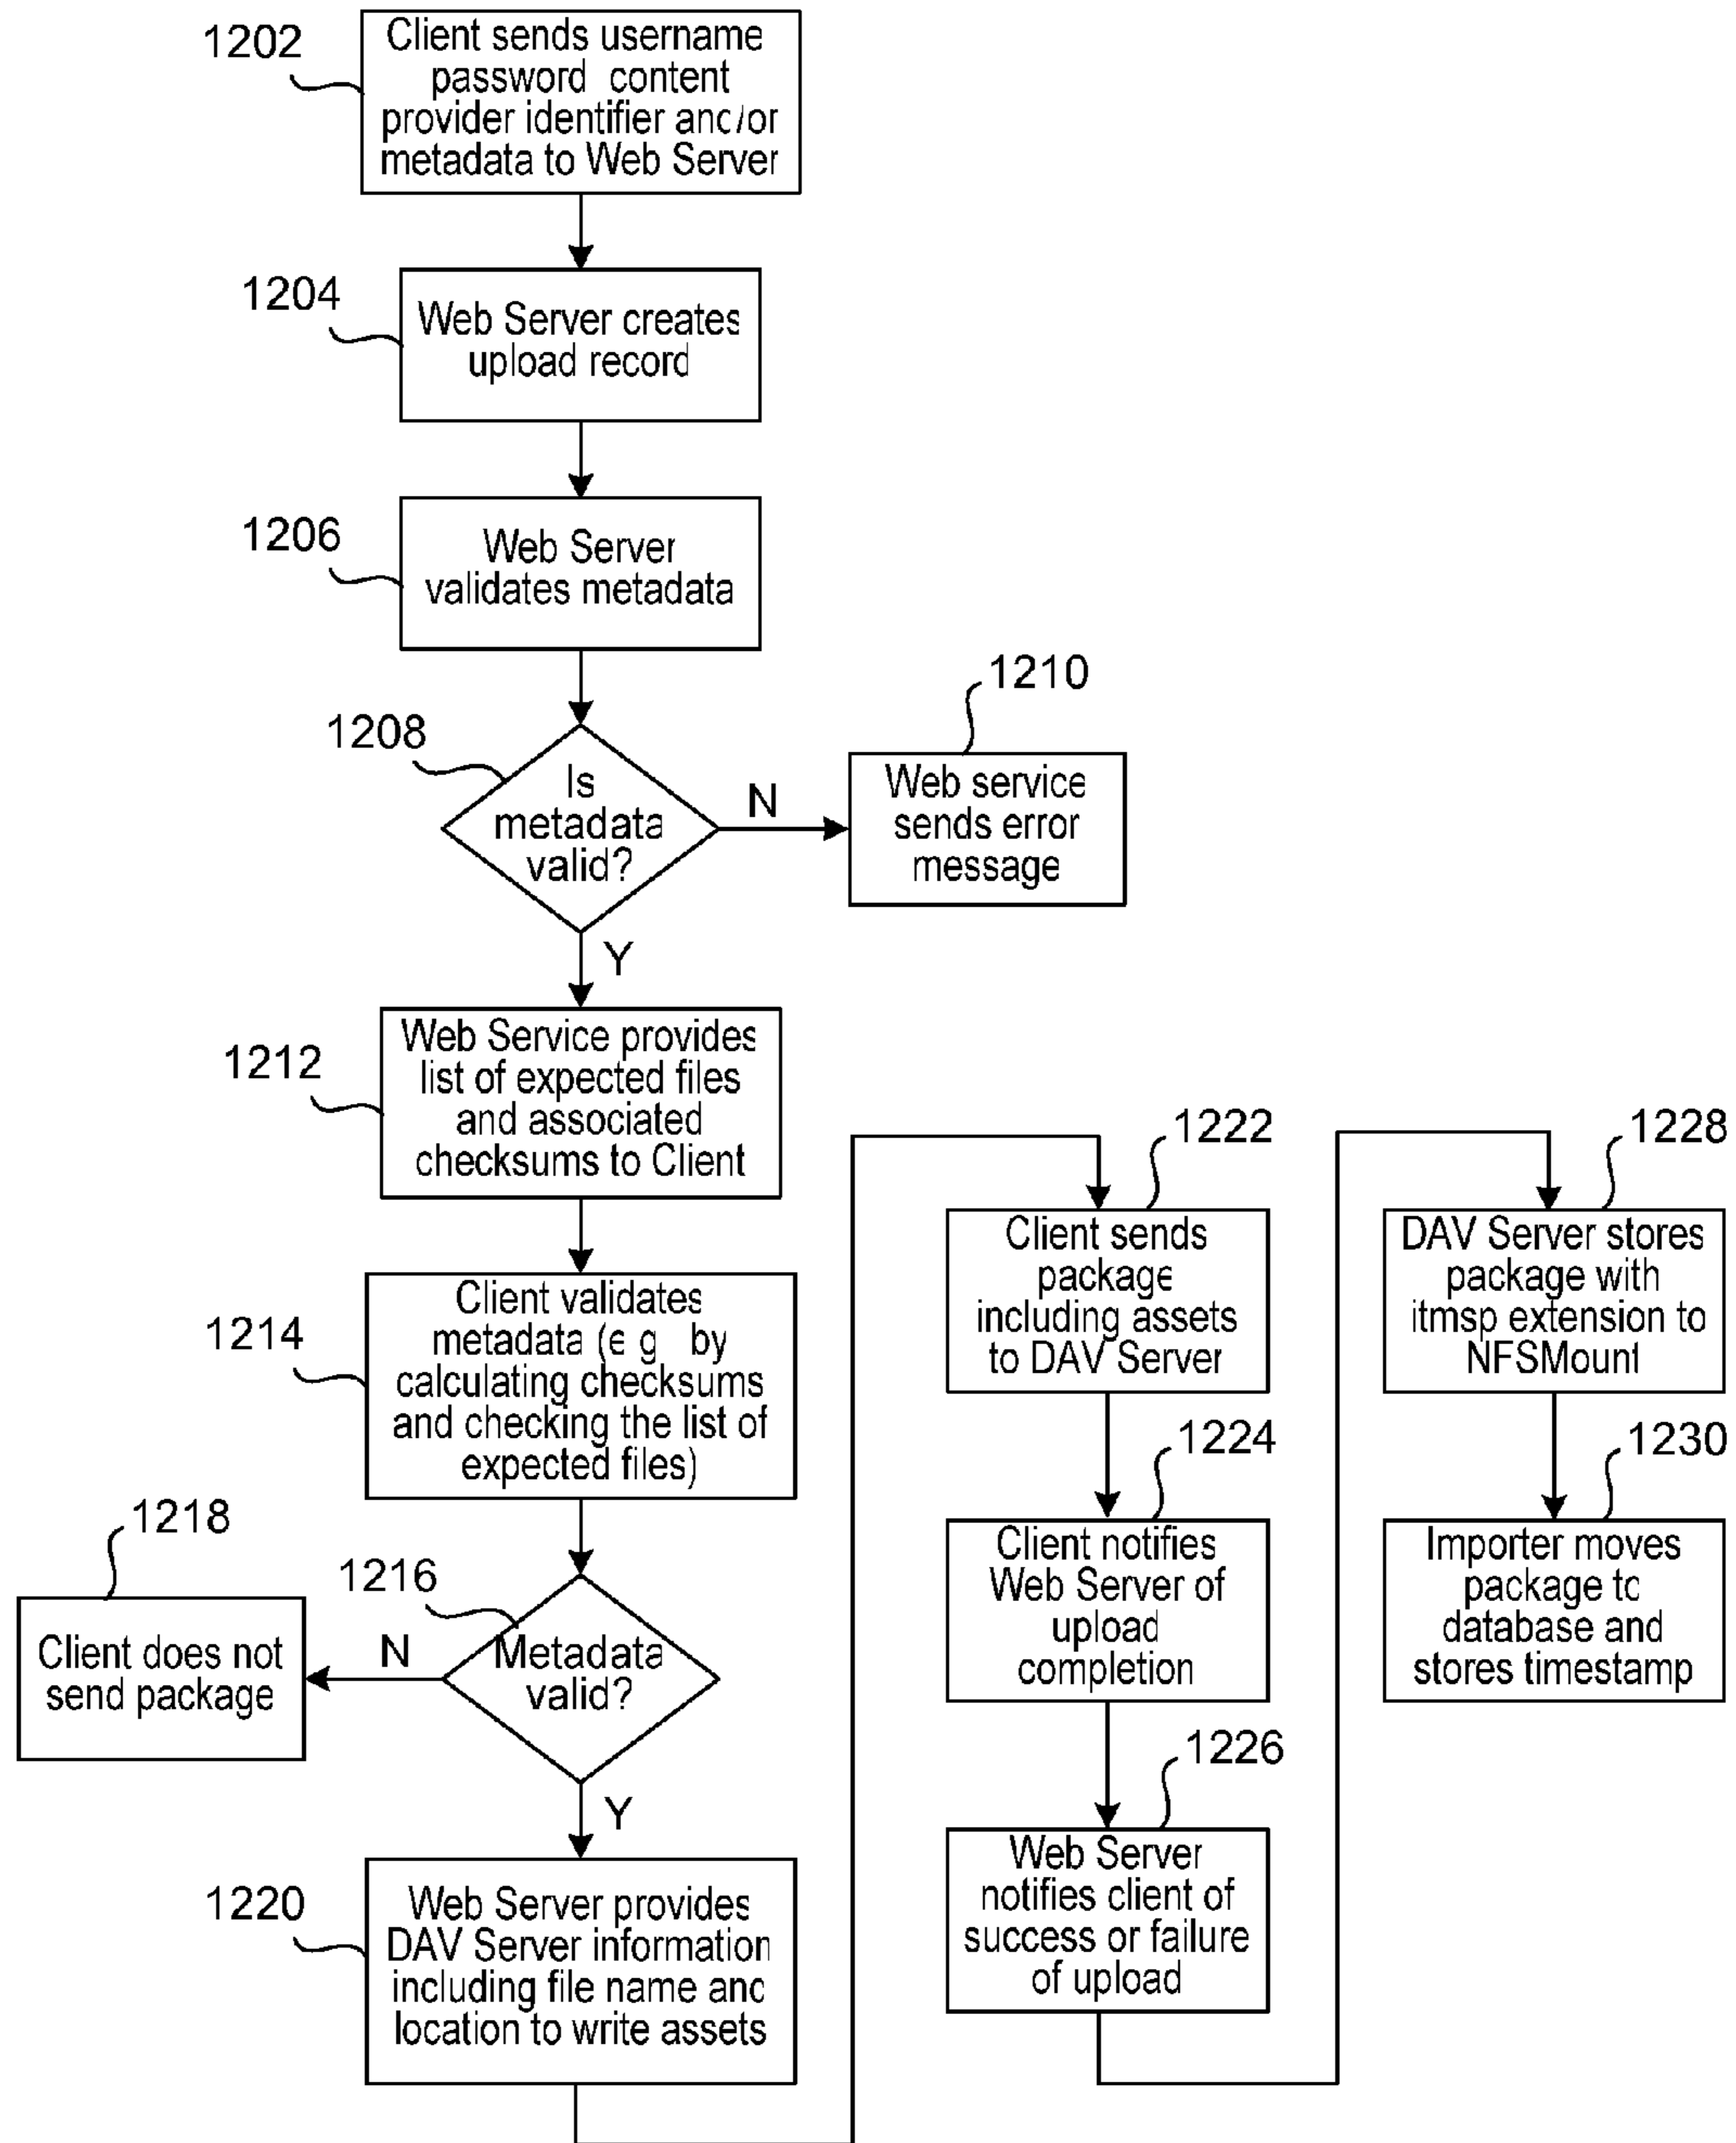 1202
Client sends username
password content
provider identifier and/or
metadata to Web Server
1204
Web Server creates
upload record
1206
Web Server
validates metadata
1208
Is
metadata
valid?
N
Y
1210
Web service
sends error
message
1212
Web Service provides
list of expected files
and associated
checksums to Client
1214
Client validates
metadata (e g by
calculating checksums
and checking the list of
expected files)
1216
Metadata
valid?
N
Y
1218
Client does not
send package
1220
Web Server provides
DAV Server information
including file name and
location to write assets
1222
Client sends
package
including assets
to DAV Server
1224
Client notifies
Web Server of
upload
completion
1226
Web Server
notifies client of
success or failure
of upload
1228
DAV Server stores
package with
itmsp extension to
NFSMount
1230
Importer moves
package to
database and
stores timestamp